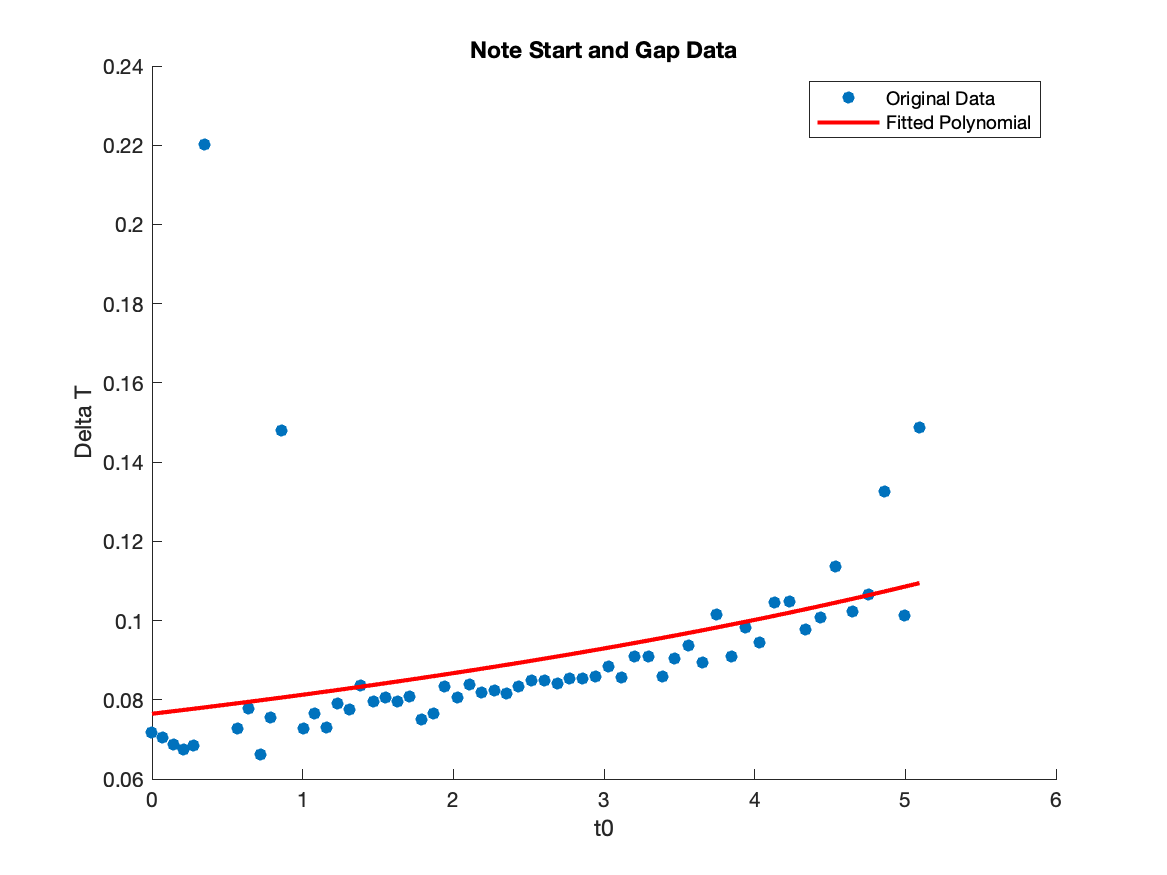 Note Start and Gap Data
Original Data
Fitted Polynomial
0.24
0.22
0.2
0.18
0.16
0.14
0.12
0.1
0.08
0.06
Delta T
0 1 2 3 4 5 6
t0